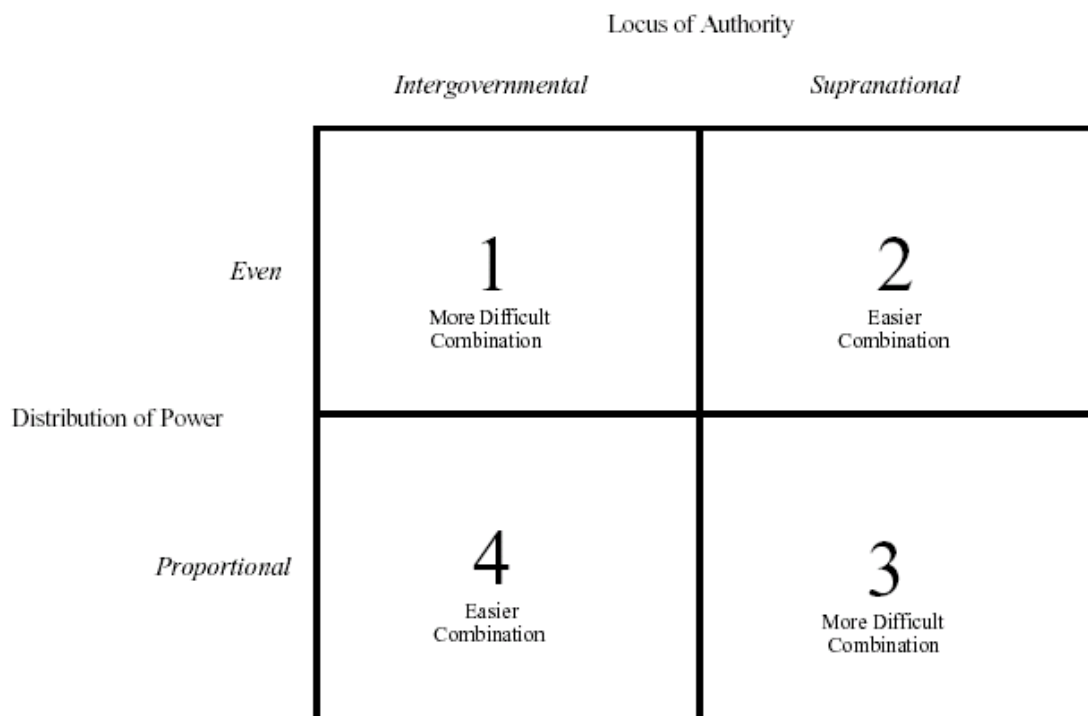 Locus of Authority
Intergovernmental
Supranational
Even
1
More Difficult
Combination
2
Easier
Combination
Distribution of Power
Proportional
4
Easier
Combination
3
More Difficult
Combination